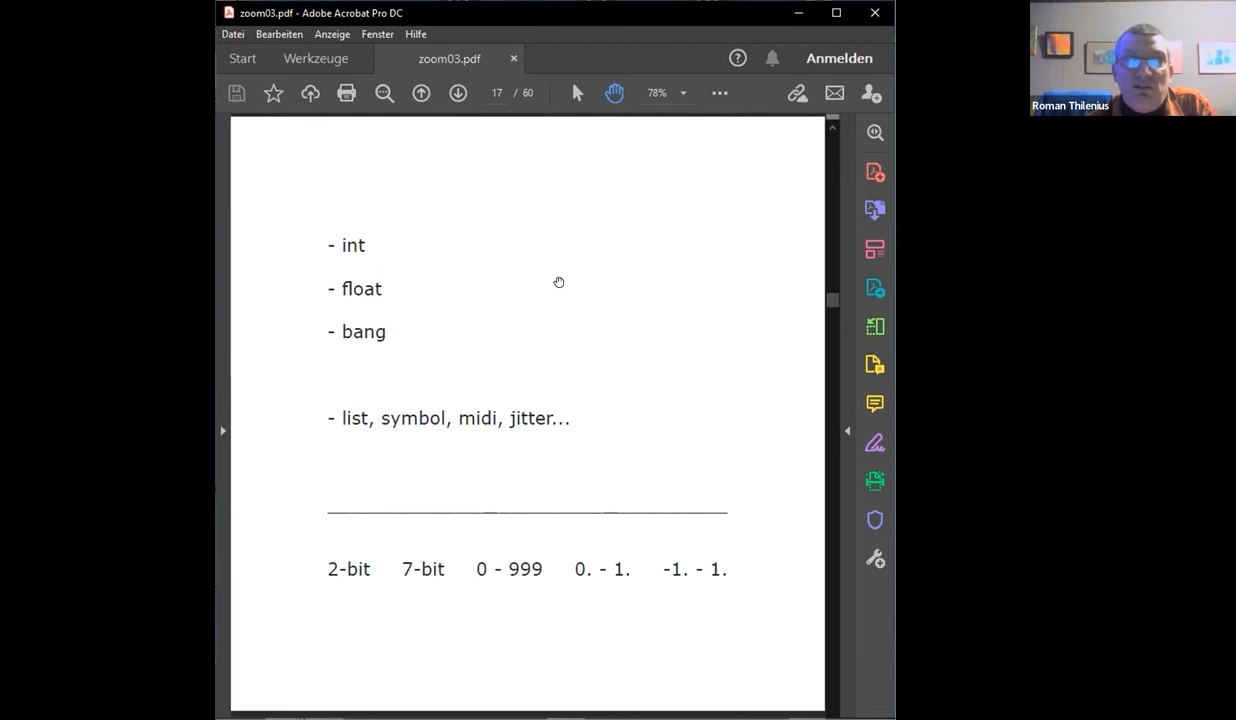 zoom03.pdf - Adobe Acrobat Pro DC
Datei Bearbeiten Anzeige Fenster Hilfe
Start Werkzeuge zoom03.pdf × Anmelden
17 / 60 78%
Roman Thilenius
- int
- float
- bang
- list, symbol, midi, jitter...
2-bit 7-bit 0 - 999 0. - 1. -1. - 1.